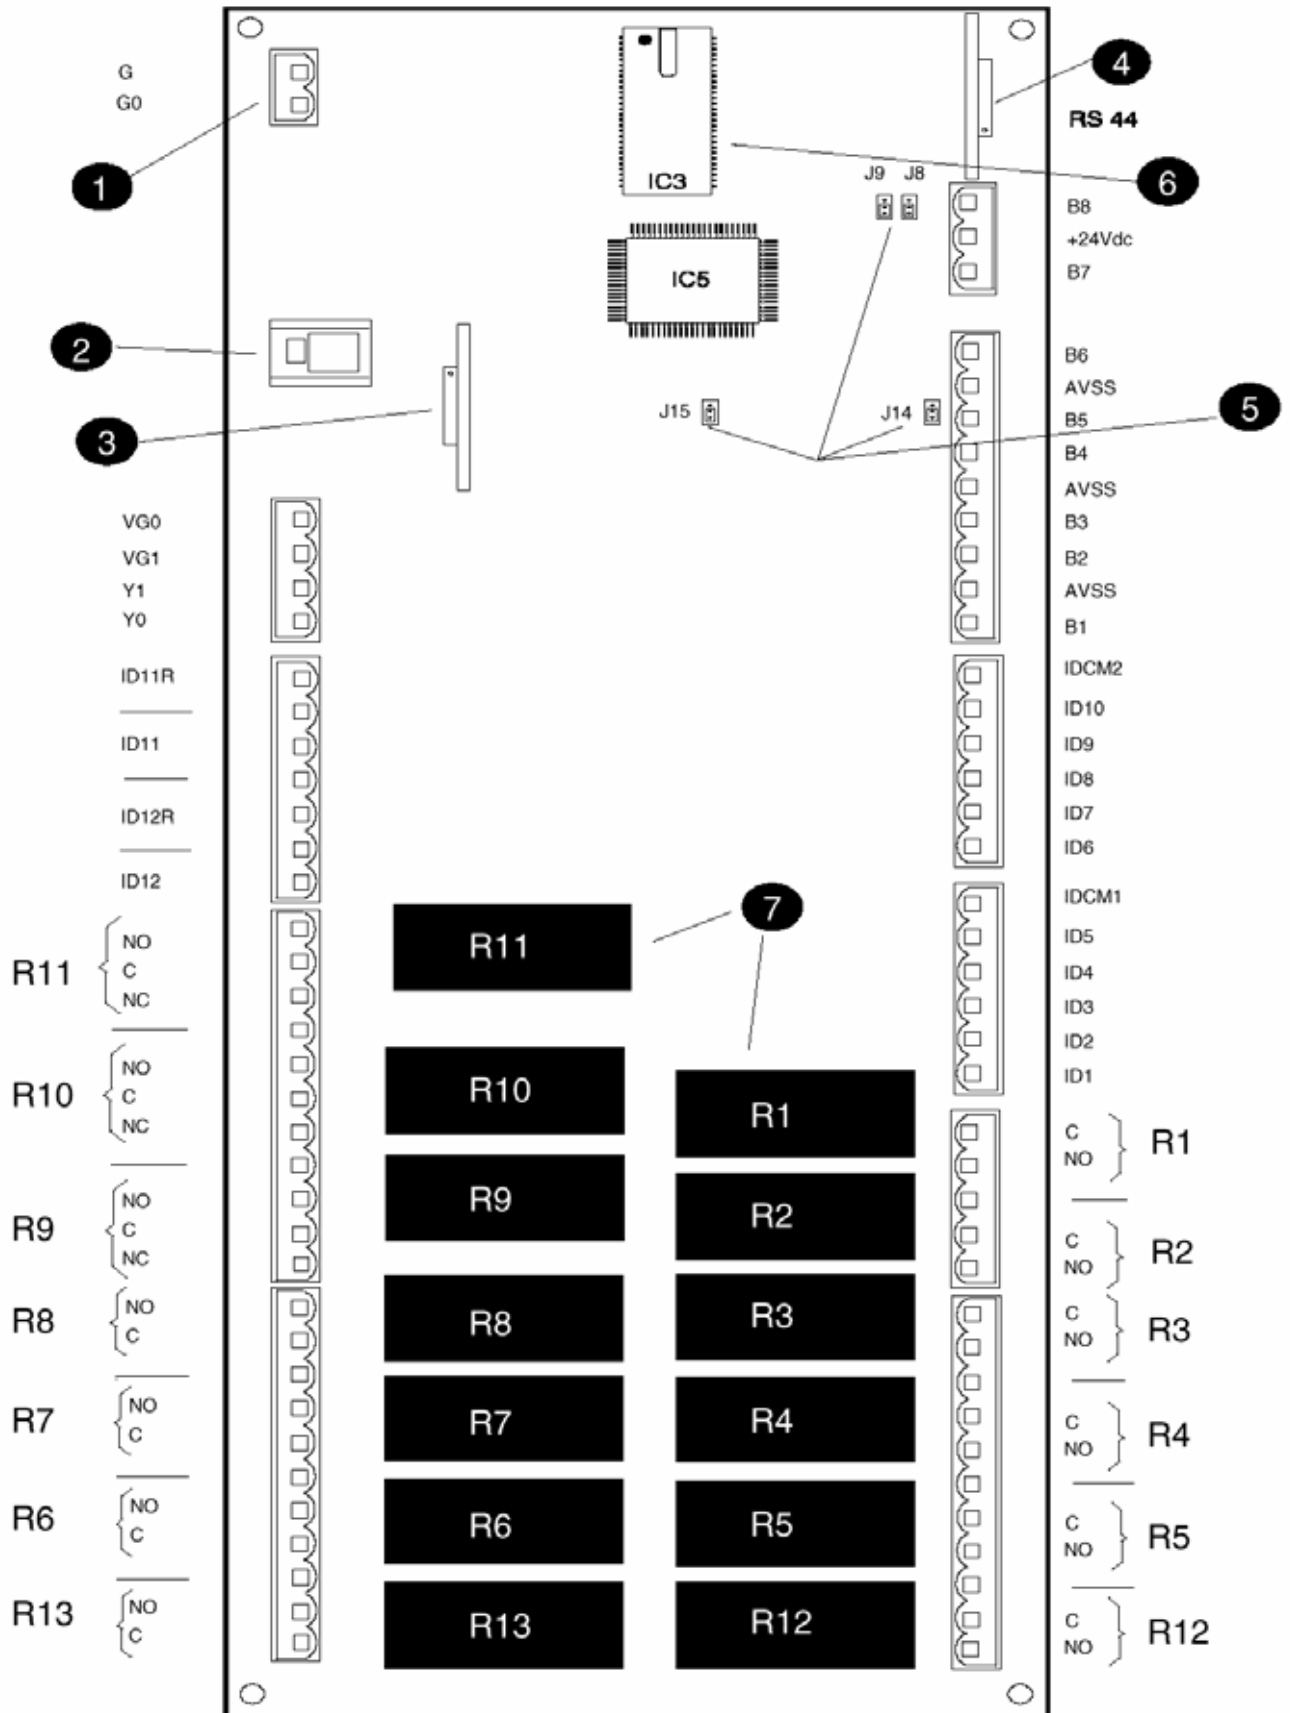 G
G0
1
2
3
VG0
VG1
Y1
Y0
ID11R
ID11
ID12R
ID12
R11
NO
C
NC
R10
NO
C
NC
R9
NO
C
NC
R8
NO
C
R7
NO
C
R6
NO
C
R13
NO
C
IC3
IC5
J9 J8
J15
J14
R11
R10
R9
R8
R7
R6
R13
7
R1
R2
R3
R4
R5
R12
4
RS 44
6
B8
+24Vdc
B7
B6
AVSS
B5
B4
AVSS
B3
B2
AVSS
B1
5
IDCM2
ID10
ID9
ID8
ID7
ID6
IDCM1
ID5
ID4
ID3
ID2
ID1
C
NO
R1
C
NO
R2
C
NO
R3
C
NO
R4
C
NO
R5
C
NO
R12